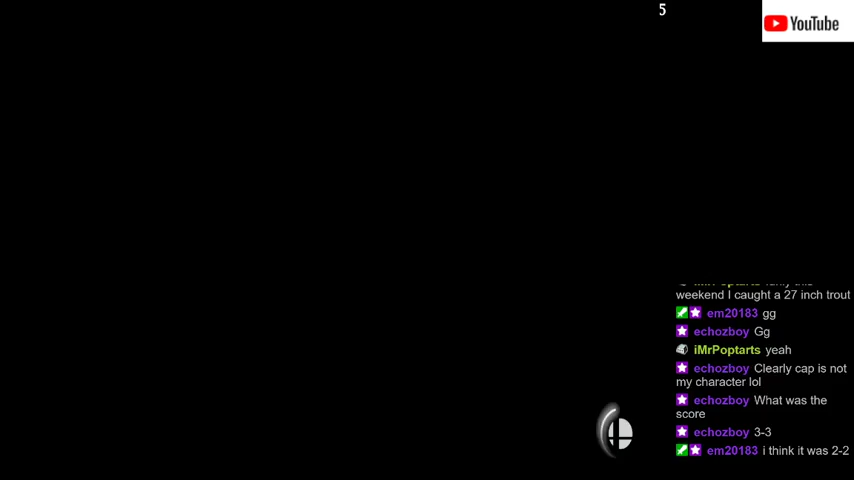 5
YouTube
weekend I caught a 27 inch trout
em20183 gg
echozboy Gg
iMrPoptarts yeah
echozboy Clearly cap is not
my character lol
echozboy What was the
score
echozboy 3-3
em20183 i think it was 2-2